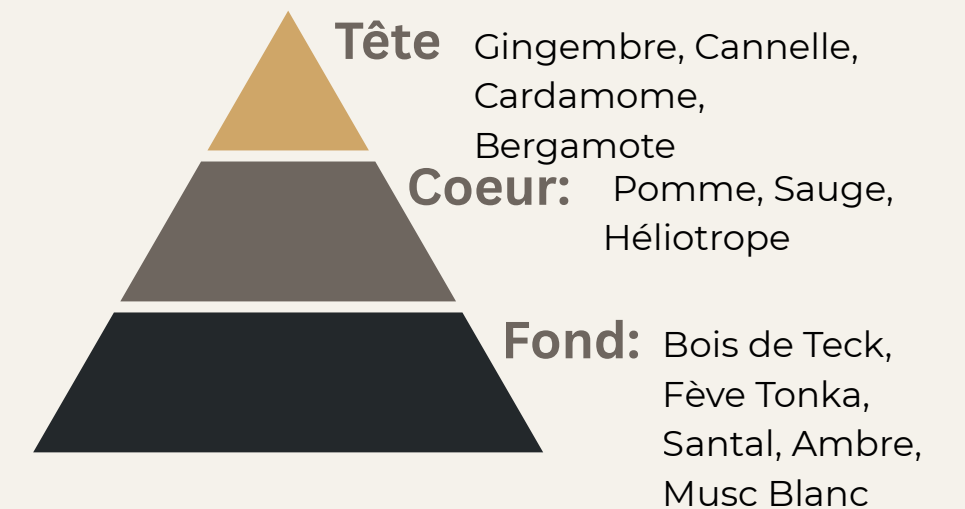 Tête Gingembre, Cannelle,
Cardamome,
Bergamote
Coeur: Pomme, Sauge,
Héliotrope
Fond: Bois de Teck,
Fève Tonka,
Santal, Ambre,
Musc Blanc